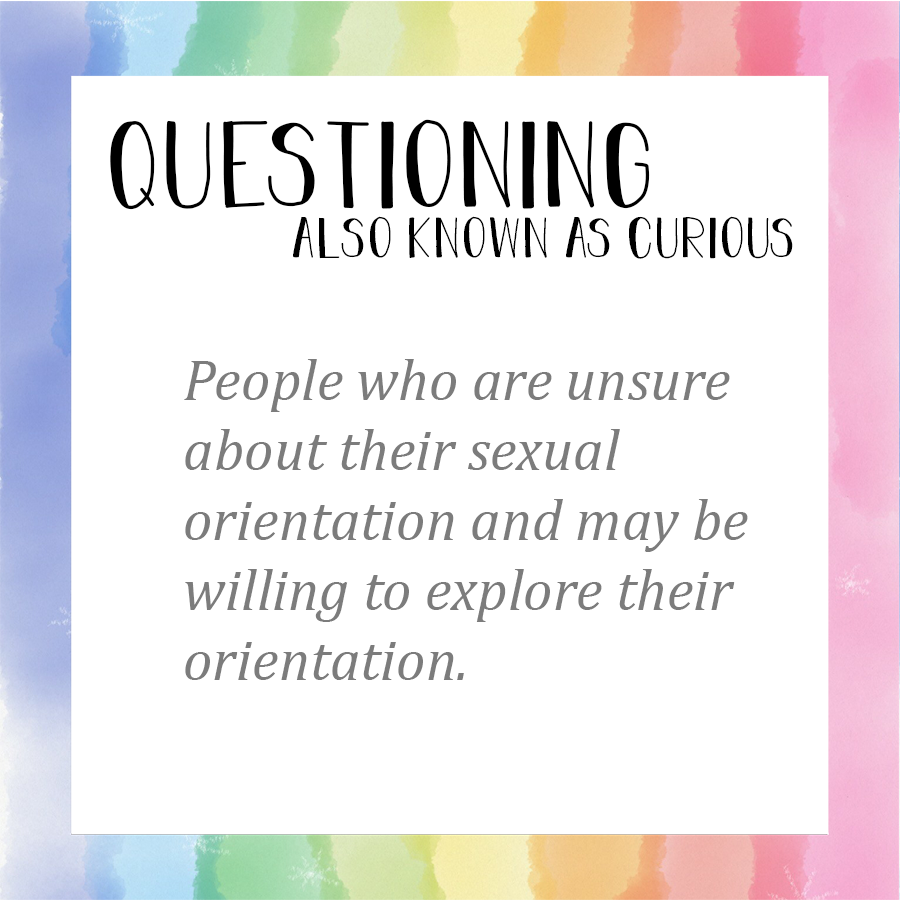 QUESTIONING
ALSO KNOWN AS CURIOUS
People who are unsure
about their sexual
orientation and may be
willing to explore their
orientation.